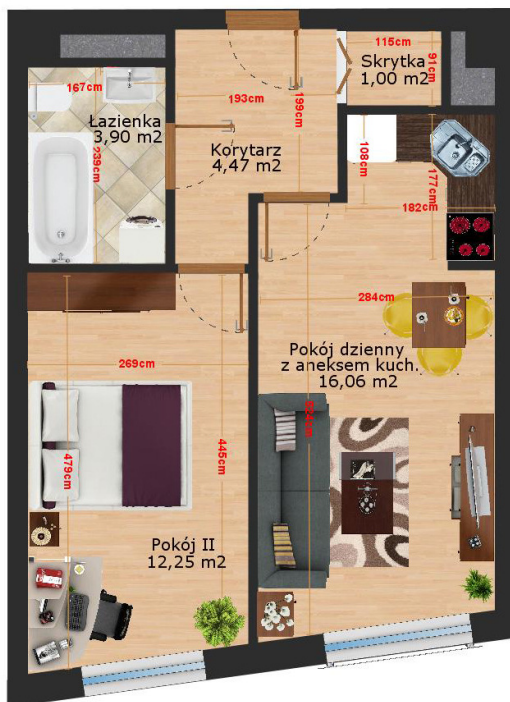 115cm
Skrytka
1,00 m2
91cm
167cm
Łazienka
3,90 m2
239cm
193cm
199cm
Korytarz
4,47 m2
108cm
177cm
182cm
284cm
Pokój dzienny
z aneksem kuch.
16,06 m2
269cm
445cm
479cm
Pokój II
12,25 m2